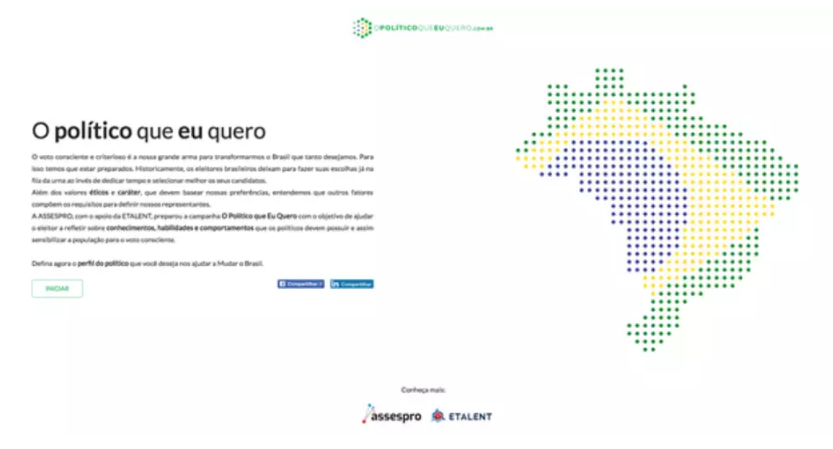 OPOLÍTICOQUEEUQUERO.COM.BR
O político que eu quero
O voto consciente e criterioso é a nossa grande arma para transformarmos o Brasil que tanto desejamos. Para
isso temos que estar preparados. Historicamente, os eleitores brasileiros deixam para fazer suas escolhas já na
fila da urna ao invés de dedicar tempo e selecionar melhor os seus candidatos.
Além dos valores éticos e caráter, que devem basear nossas preferências, entendemos que outros fatores
compõem os requisitos para definir nossos representantes.
A ASSESPRO, com o apoio da ETALENT, preparou a campanha O Político que Eu Quero com o objetivo de ajudar
o eleitor a refletir sobre conhecimentos, habilidades e comportamentos que os políticos devem possuir e assim
sensibilizar a população para o voto consciente.
Defina agora o perfil do político que você deseja nos ajudar a Mudar o Brasil.
INICIAR
Compartilhar
Compartilhar
Conheça mais:
assespro ETALENT